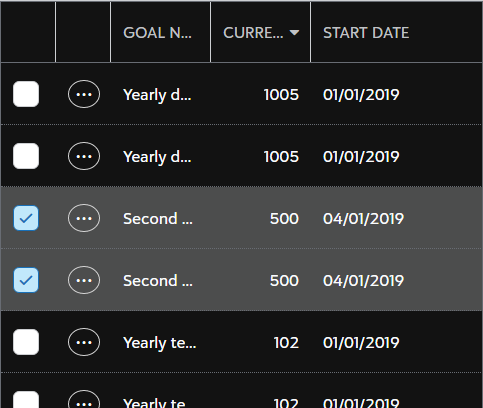 GOAL N... CURRE... START DATE
Yearly d... 1005 01/01/2019
Yearly d... 1005 01/01/2019
Second ... 500 04/01/2019
Second ... 500 04/01/2019
Yearly te... 102 01/01/2019
Yearly te... 102 01/01/2019